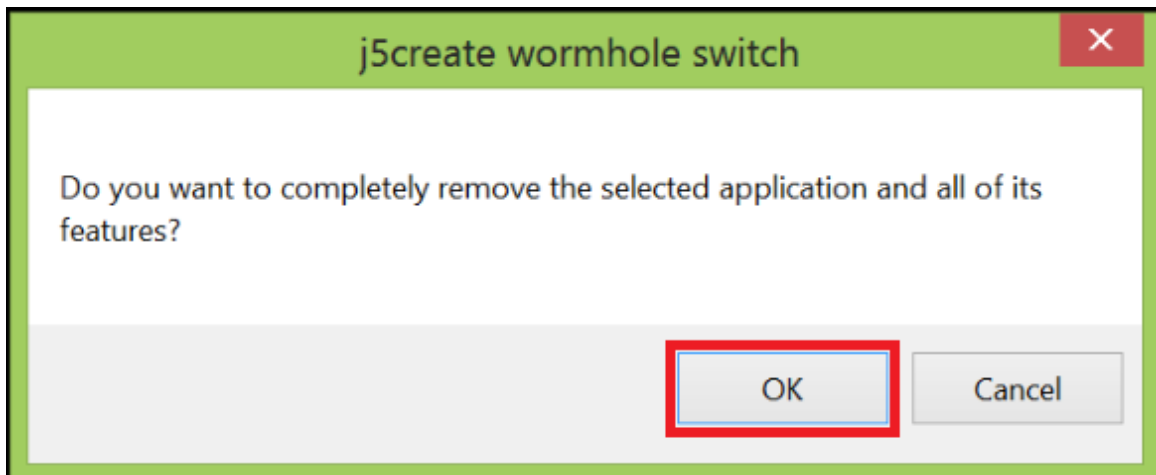 j5create wormhole switch
Do you want to completely remove the selected application and all of its
features?
OK
Cancel